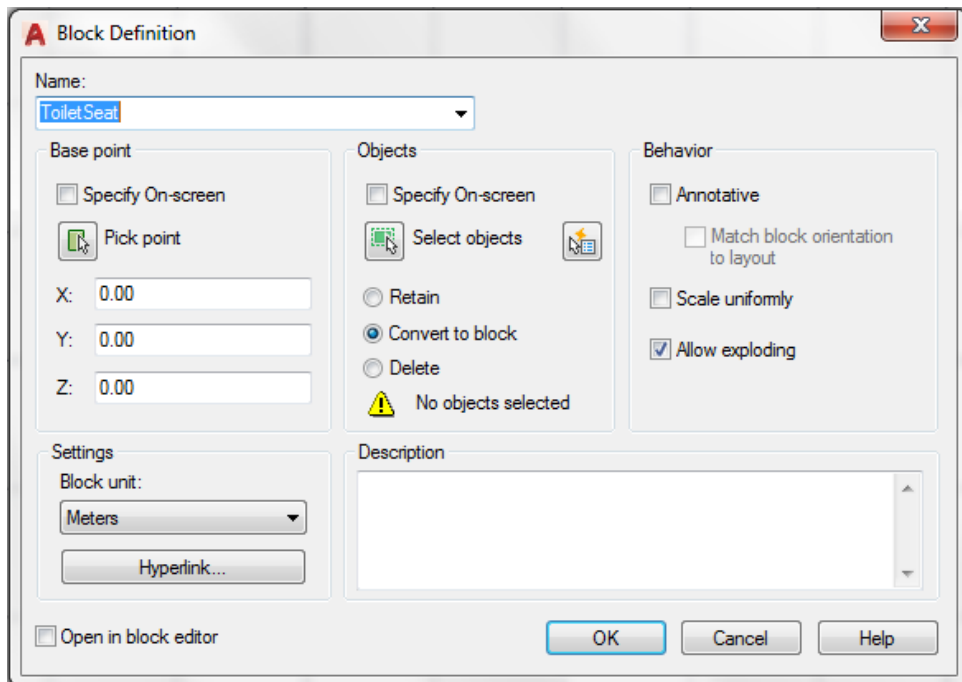 Block Definition
Name:
ToiletSeat
Base point
Specify On-screen
Pick point
X: 0.00
Y: 0.00
Z: 0.00
Objects
Specify On-screen
Select objects
Retain
Convert to block
Delete
No objects selected
Behavior
Annotative
Match block orientation
to layout
Scale uniformly
Allow exploding
Settings
Block unit:
Meters
Hyperlink...
Description
Open in block editor
OK
Cancel
Help